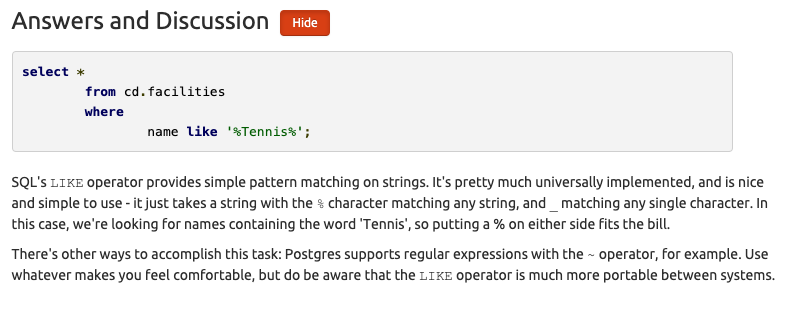 Answers and Discussion Hide
select *
from cd.facilities
where
name like '%Tennis%';
SQL's LIKE operator provides simple pattern matching on strings. It's pretty much universally implemented, and is nice
and simple to use - it just takes a string with the % character matching any string, and _ matching any single character. In
this case, we're looking for names containing the word 'Tennis', so putting a % on either side fits the bill.
There's other ways to accomplish this task: Postgres supports regular expressions with the ~ operator, for example. Use
whatever makes you feel comfortable, but do be aware that the LIKE operator is much more portable between systems.